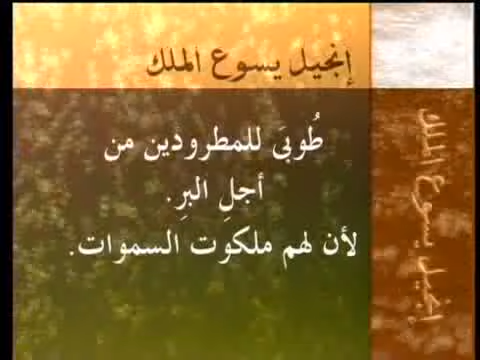 إنجيل يسوع الملك
طُوبَى للمطرودين من
أجلِ البرِ.
لأن لهم ملكوت السموات.
إنجيل يسوع الملك